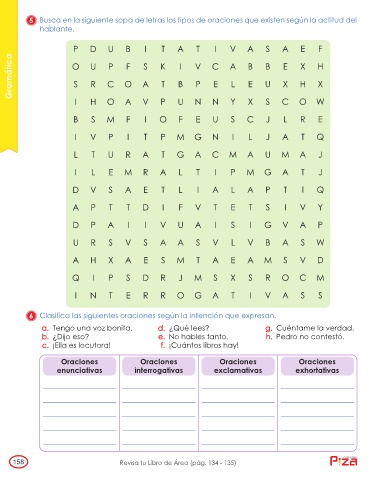 Gramática
5 Busca en la siguiente sopa de letras los tipos de oraciones que existen según la actitud del
hablante.
P D U B I T A T I V A S A E F
O U P F S K I V C A B B E X H
S R C O A T B P E L E U X H X
I H O A V P U N N Y X S C O W
B S M F I O F E U S C J L R E
I V P I T P M G N I L J A T Q
L T U R A T G A C M A U M A J
I L E M R A L T I P M G A T J
D V S A E T L I A L A P T I Q
A P T T D I F V T E T S I V Y
D P A I I V U A I S I G V A P
U R S V S A A S V L V B A S W
A H X A E S M T A E A M S V D
Q I P S D R J M S X S R O C M
I N T E R R O G A T I V A S S
6 Clasifica las siguientes oraciones según la intención que expresan.
a. Tengo una voz bonita. d. ¿Qué lees? g. Cuéntame la verdad.
b. ¿Dijo eso? e. No hables tanto. h. Pedro no contestó.
c. ¡Ella es locutora! f. ¡Cuántos libros hay!
Oraciones enunciativas Oraciones interrogativas Oraciones exclamativas Oraciones exhortativas
158 Revisa tu Libro de Área (pág. 134 - 135)